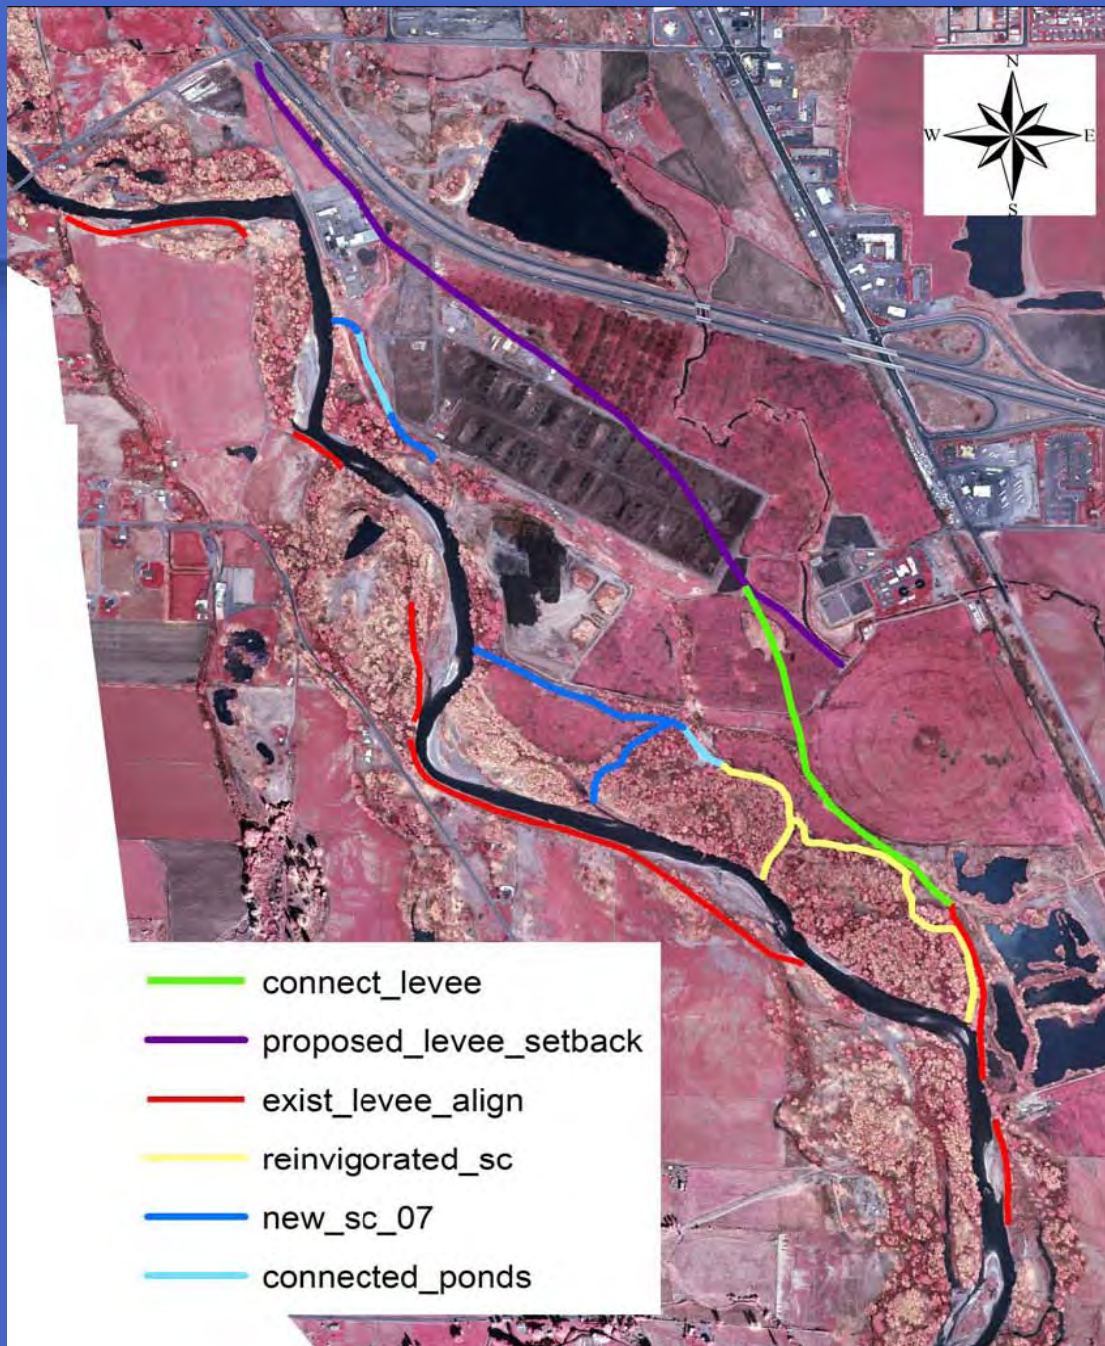 N
W E
S
connect_levee
proposed_levee_setback
exist_levee_align
reinvigorated_sc
new_sc_07
connected_ponds